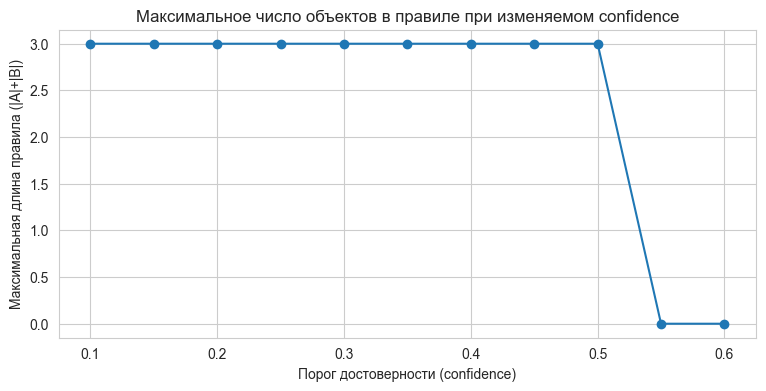 Максимальное число объектов в правиле при изменяемом confidence
Максимальная длина правила (|A|+|B|)
3.0
2.5
2.0
1.5
1.0
0.5
0.0
0.1 0.2 0.3 0.4 0.5 0.6
Порог достоверности (confidence)